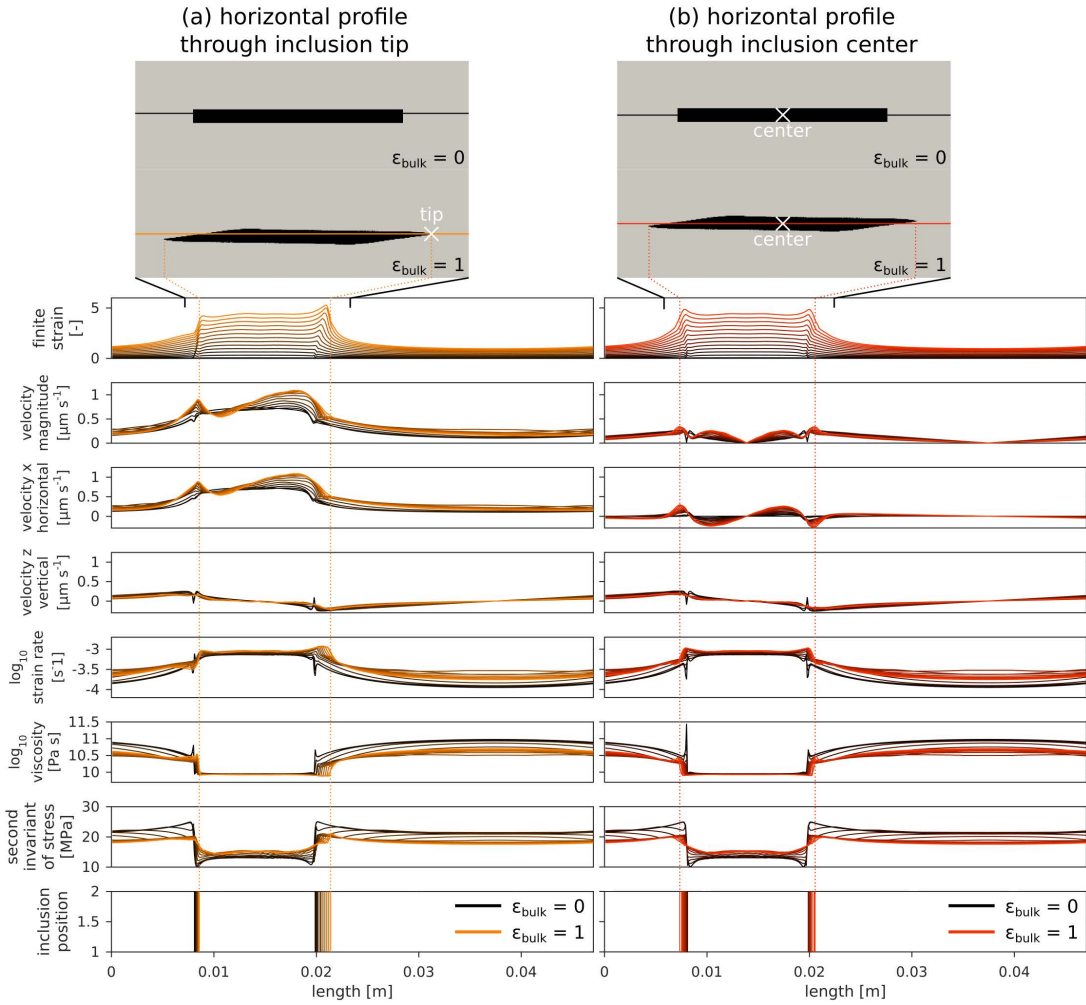 (a) horizontal profile
through inclusion tip
(b) horizontal profile
through inclusion center
ε_bulk = 0
tip
ε_bulk = 1
center
ε_bulk = 0
center
ε_bulk = 1
finite
strain
[-]
5
0
velocity
magnitude
[µm s⁻¹]
1
0.5
0
velocity x
horizontal
[µm s⁻¹]
1
0.5
0
velocity z
vertical
[µm s⁻¹]
1
0.5
0
log₁₀
strain rate
[s⁻1]
-3
-3.5
-4
log₁₀
viscosity
[Pa s]
11.5
11
10.5
10
second
invariant
of stress
[MPa]
30
20
10
inclusion
position
2
1
ε_bulk = 0
ε_bulk = 1
ε_bulk = 0
ε_bulk = 1
0 0.01 0.02 0.03 0.04
length [m]
0 0.01 0.02 0.03 0.04
length [m]